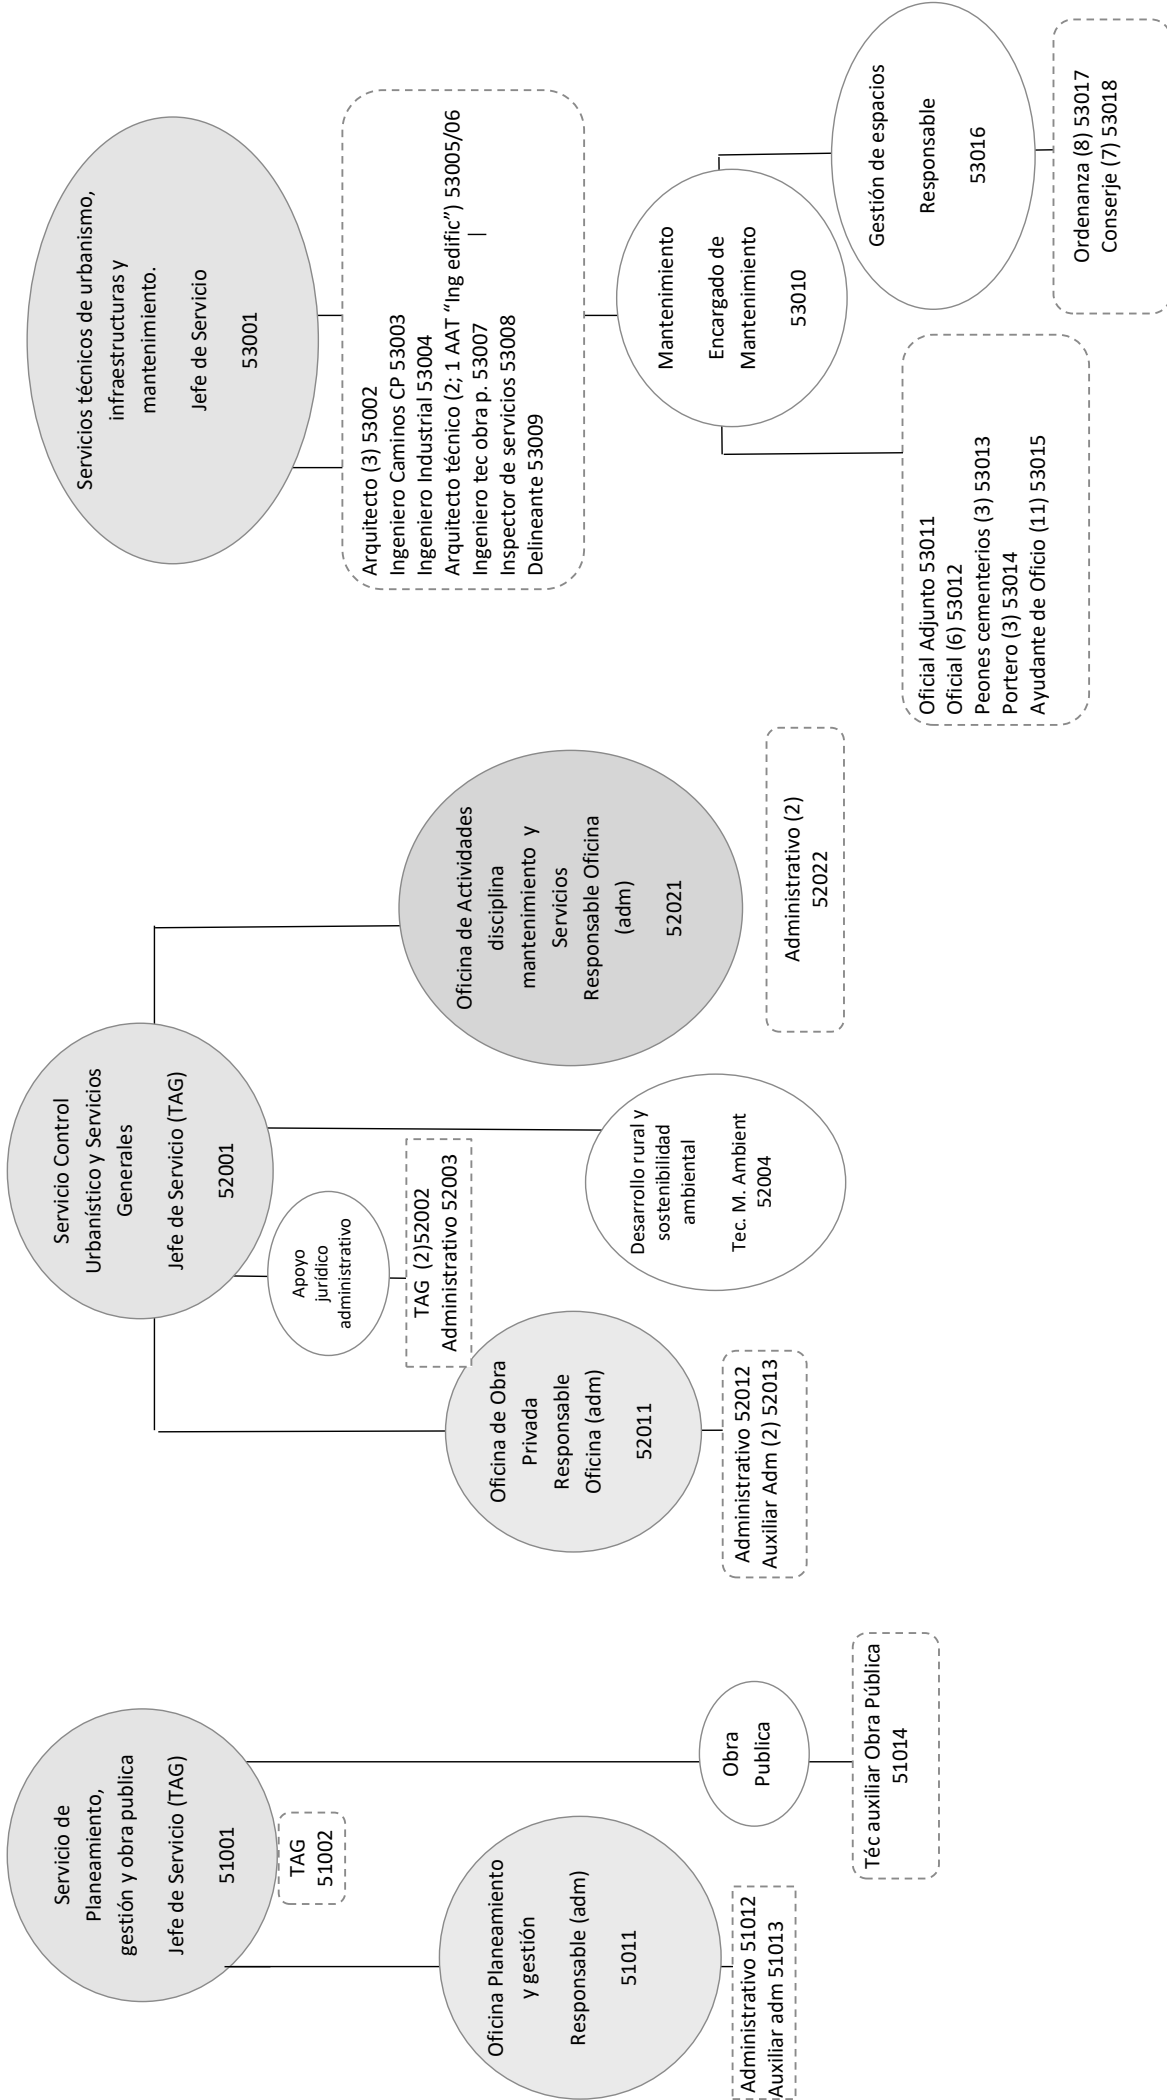 Servicio de
Planeamiento,
gestión y obra publica
Jefe de Servicio (TAG)
51001
TAG
51002
Oficina Planeamiento
y gestión
Responsable (adm)
51011
Administrativo 51012
Auxiliar adm 51013
Obra
Publica
Téc auxiliar Obra Pública
51014
Servicio Control
Urbanístico y Servicios
Generales
Jefe de Servicio (TAG)
52001
Apoyo
jurídico
administrativo
TAG (2)52002
Administrativo 52003
Oficina de Obra
Privada
Responsable
Oficina (adm)
52011
Administrativo 52012
Auxiliar Adm (2) 52013
Desarrollo rural y
sostenibilidad
ambiental
Tec. M. Ambient
52004
Oficina de Actividades
disciplina
mantenimiento y
Servicios
Responsable Oficina
(adm)
52021
Administrativo (2)
52022
Servicios técnicos de urbanismo,
infraestructuras y
mantenimiento.
Jefe de Servicio
53001
Arquitecto (3) 53002
Ingeniero Caminos CP 53003
Ingeniero Industrial 53004
Arquitecto técnico (2; 1 AAT “Ing edific”) 53005/06
Ingeniero tec obra p. 53007
Inspector de servicios 53008
Delineante 53009
Mantenimiento
Encargado de
Mantenimiento
53010
Oficial Adjunto 53011
Oficial (6) 53012
Peones cementerios (3) 53013
Portero (3) 53014
Ayudante de Oficio (11) 53015
Gestión de espacios
Responsable
53016
Ordenanza (8) 53017
Conserje (7) 53018